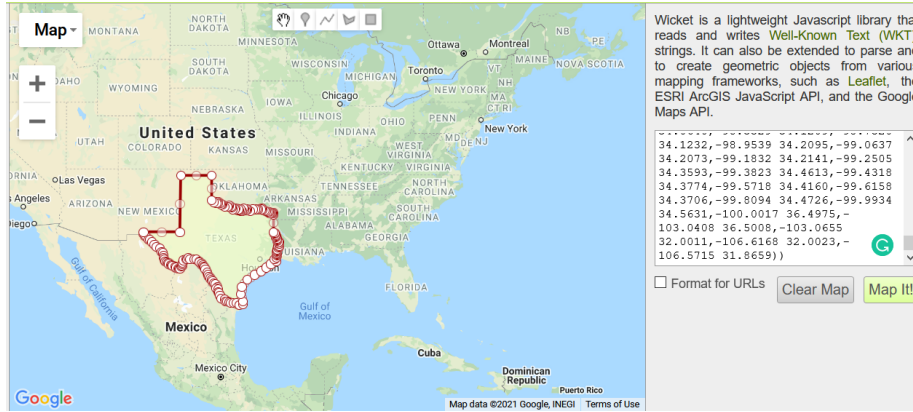 Map
NORTH
DAKOTA
MONTANA
MINNESOTA
SOUTH
DAKOTA
WISCONSIN
MICHIGAN
Ottawa
Montreal
NB
PE
MAINE
NOVA SCOTIA
Toronto
VT
NH
NEW YORK
MA
CT RI
IDAHO
WYOMING
Chicago
IOWA
NEBRASKA
ILLINOIS
INDIANA
OHIO
PENN
New York
MD
DE NJ
United States
UTAH
COLORADO
KANSAS
MISSOURI
WEST
VIRGINIA
KENTUCKY
VIRGINIA
Las Vegas
OKLAHOMA
TENNESSEE
NORTH
CAROLINA
Angeles
ARIZONA
NEW MEXICO
ARKANSAS
MISSISSIPPI
SOUTH
CAROLINA
Diego
TEXAS
ALABAMA
GEORGIA
Gulf of
California
FLORIDA
Gulf of
Mexico
Mexico
Mexico City
Cuba
Dominican
Republic
Puerto Rico
Google
Map data ©2021 Google, INEGI
Terms of Use
Wicket is a lightweight Javascript library that
reads and writes Well-Known Text (WKT)
strings. It can also be extended to parse and
to create geometric objects from various
mapping frameworks, such as Leaflet, the
ESRI ArcGIS JavaScript API, and the Google
Maps API.
34.1232,-98.9539 34.2095,-99.0637
34.2073,-99.1832 34.2141,-99.2505
34.3593,-99.3823 34.4613,-99.4318
34.3774,-99.5718 34.4160,-99.6158
34.3706,-99.8094 34.4726,-99.9934
34.5631,-100.0017 36.4975,-
103.0408 36.5008,-103.0655
32.0011,-106.6168 32.0023,-
106.5715 31.8659))
Format for URLs
Clear Map
Map It!